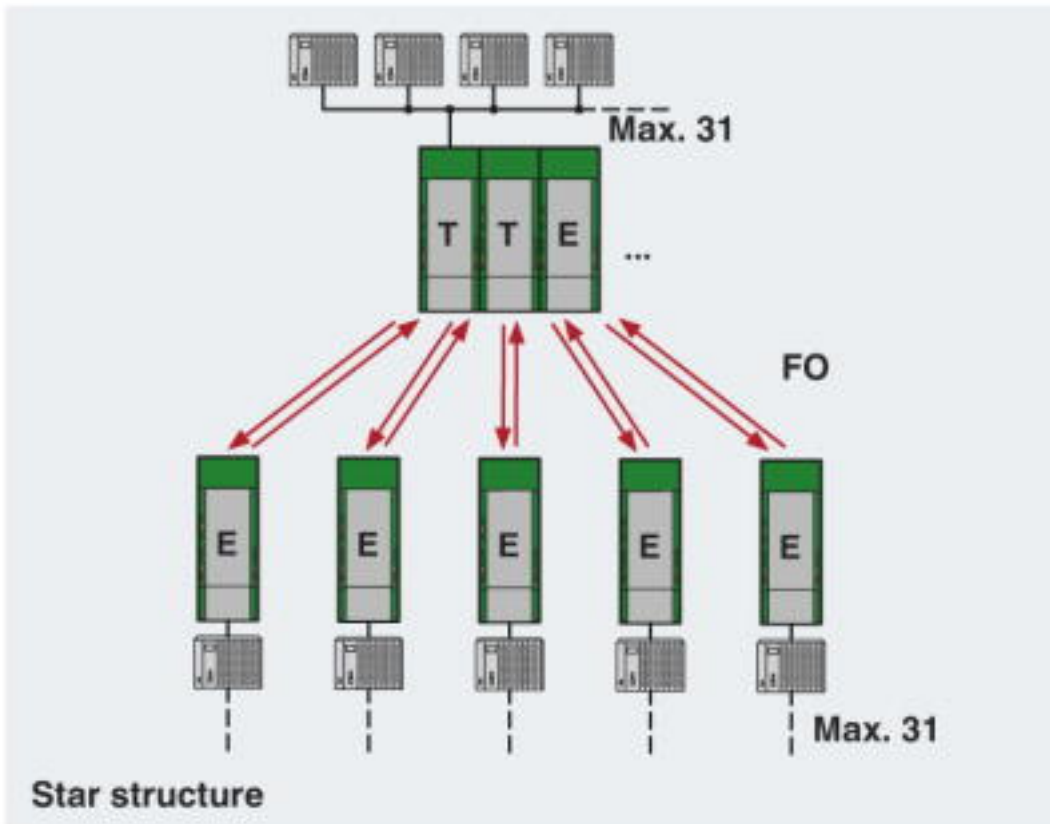 Max. 31
T T E ...
FO
E E E E E
Max. 31
Star structure